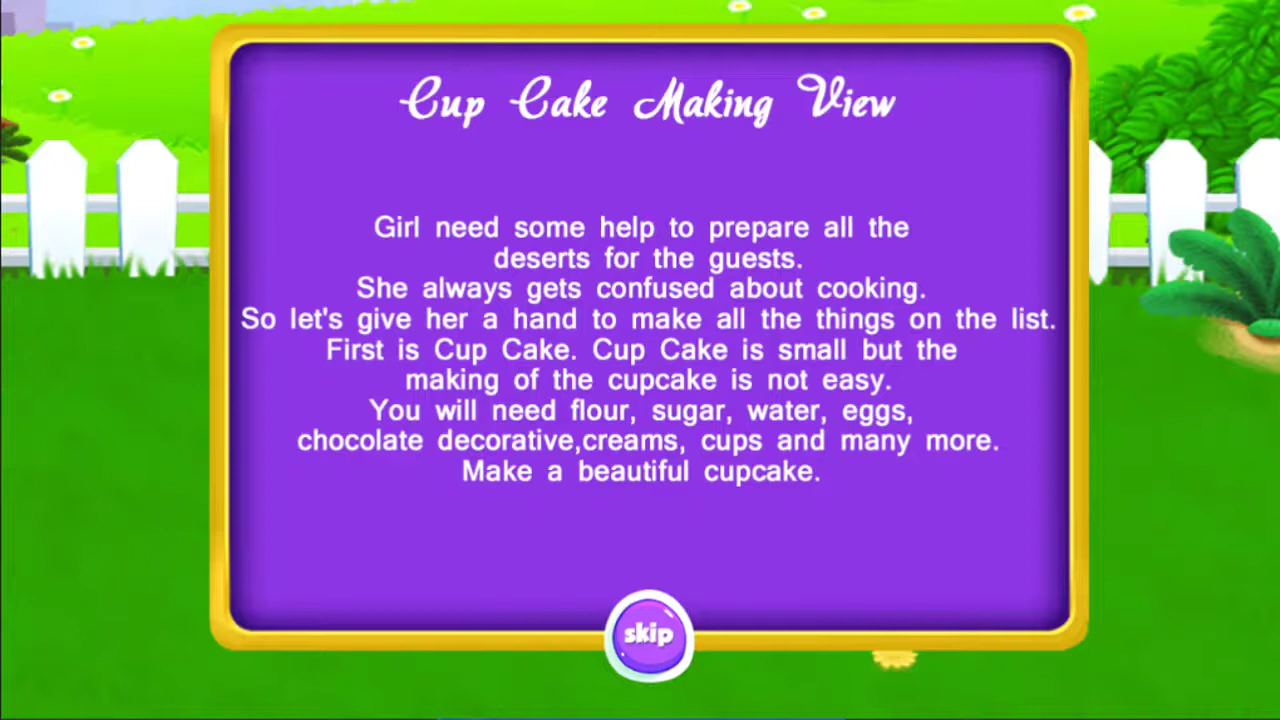 Cup Cake Making View
Girl need some help to prepare all the
deserts for the guests.
She always gets confused about cooking.
So let's give her a hand to make all the things on the list.
First is Cup Cake. Cup Cake is small but the
making of the cupcake is not easy.
You will need flour, sugar, water, eggs,
chocolate decorative,creams, cups and many more.
Make a beautiful cupcake.
skip